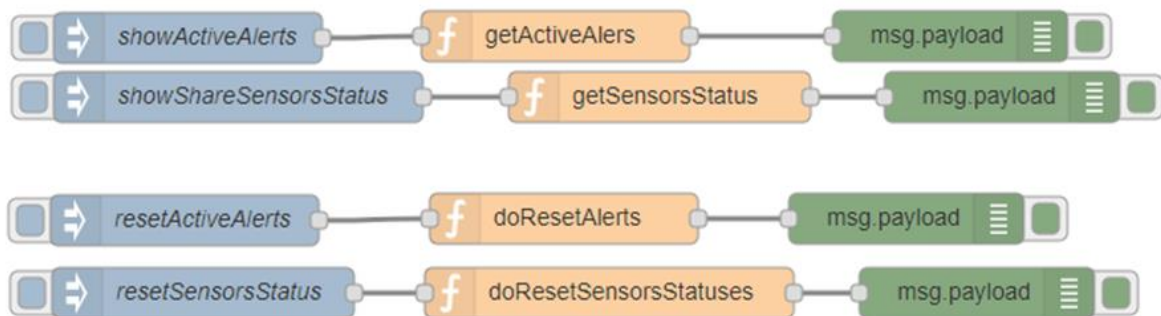 showActiveAlerts getActiveAlers msg.payload
showShareSensorsStatus getSensorsStatus msg.payload
resetActiveAlerts doResetAlerts msg.payload
resetSensorsStatus doResetSensorsStatuses msg.payload